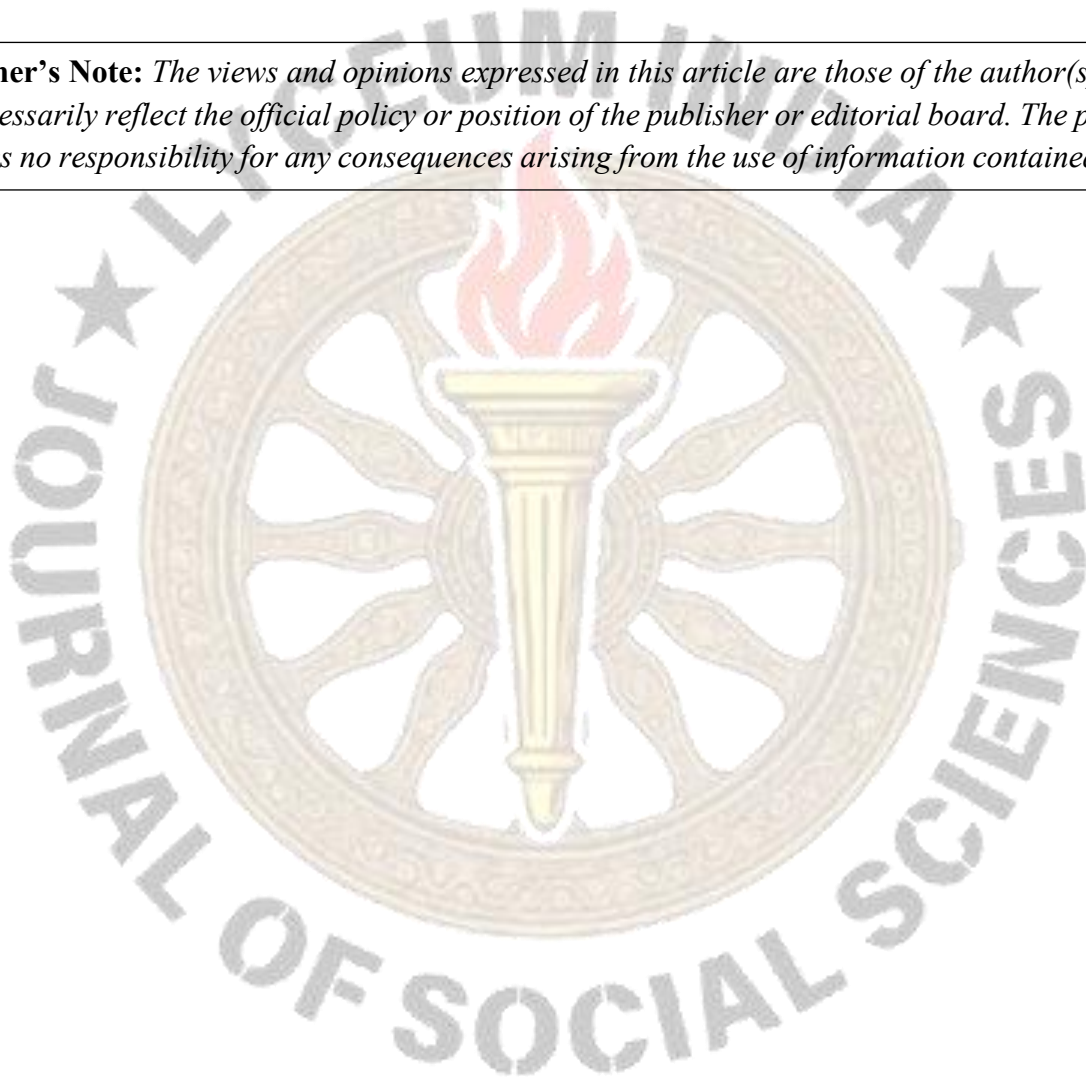 her's Note: The views and opinions expressed in this article are those of the author(s)
essarily reflect the official policy or position of the publisher or editorial board. The p
s no responsibility for any consequences arising from the use of information contained
LYCEUM INDIA
JOURNAL OF SOCIAL SCIENCES